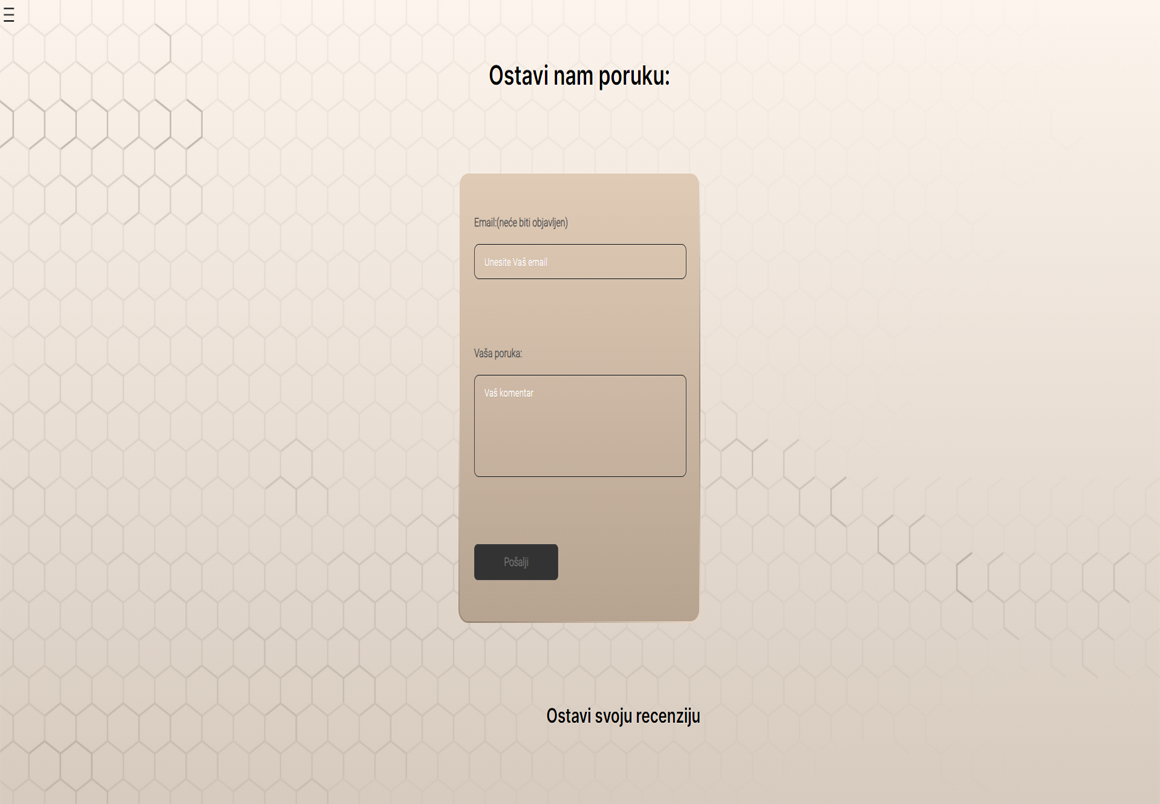 Ostavi nam poruku:
Email:(neće biti objavljen)
Unesite Vaš email
Vaša poruka:
Vaš komentar
Pošalji
Ostavi svoju recenziju